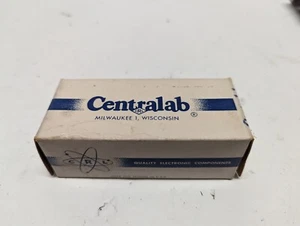 Centralab
MILWAUKEE 1, WISCONSIN ®
QUALITY ELECTRONIC COMPONENTS